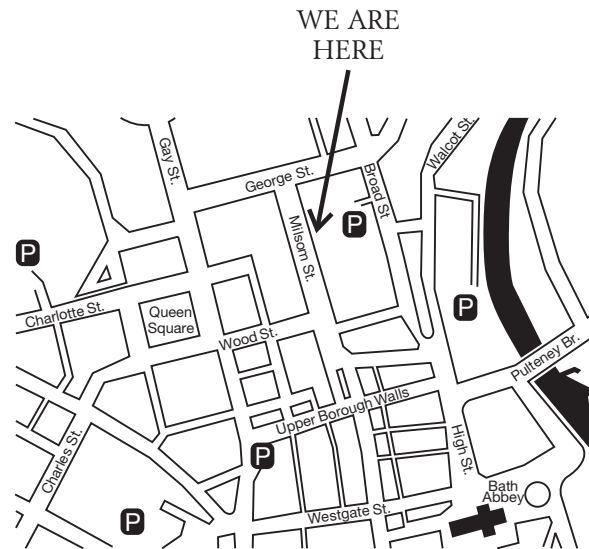 WE ARE
HERE
Gay St.
George St.
Broad St
Walcot St.
Milsom St.
P
P
P
Charlotte St.
Queen
Square
Wood St.
Pulteney Br.
Upper Borough Walls
High St.
Charles St.
P
Bath
Abbey
Westgate St.
P